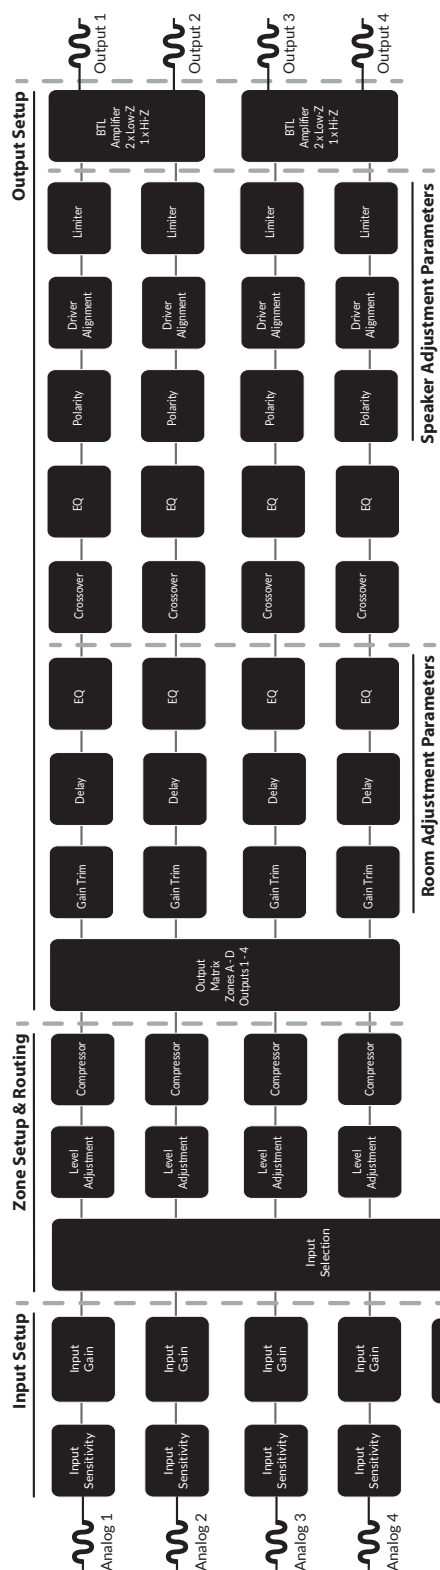 Input Setup
Zone Setup & Routing
Output Setup
Analog 1
Input
Sensitivity
Input
Gain
Input
Selection
Level
Adjustment
Compressor
Output
Matrix
Zones A - D
Outputs 1 - 4
Gain Trim
Delay
EQ
Crossover
EQ
Polarity
Driver
Alignment
Limiter
BTL
Amplifier
2 x Low-Z
1 x Hi-Z
Output 1
Analog 2
Input
Sensitivity
Input
Gain
Level
Adjustment
Compressor
Gain Trim
Delay
EQ
Crossover
EQ
Polarity
Driver
Alignment
Limiter
Output 2
Analog 3
Input
Sensitivity
Input
Gain
Level
Adjustment
Compressor
Gain Trim
Delay
EQ
Crossover
EQ
Polarity
Driver
Alignment
Limiter
BTL
Amplifier
2 x Low-Z
1 x Hi-Z
Output 3
Analog 4
Input
Sensitivity
Input
Gain
Level
Adjustment
Compressor
Gain Trim
Delay
EQ
Crossover
EQ
Polarity
Driver
Alignment
Limiter
Output 4
Room Adjustment Parameters
Speaker Adjustment Parameters